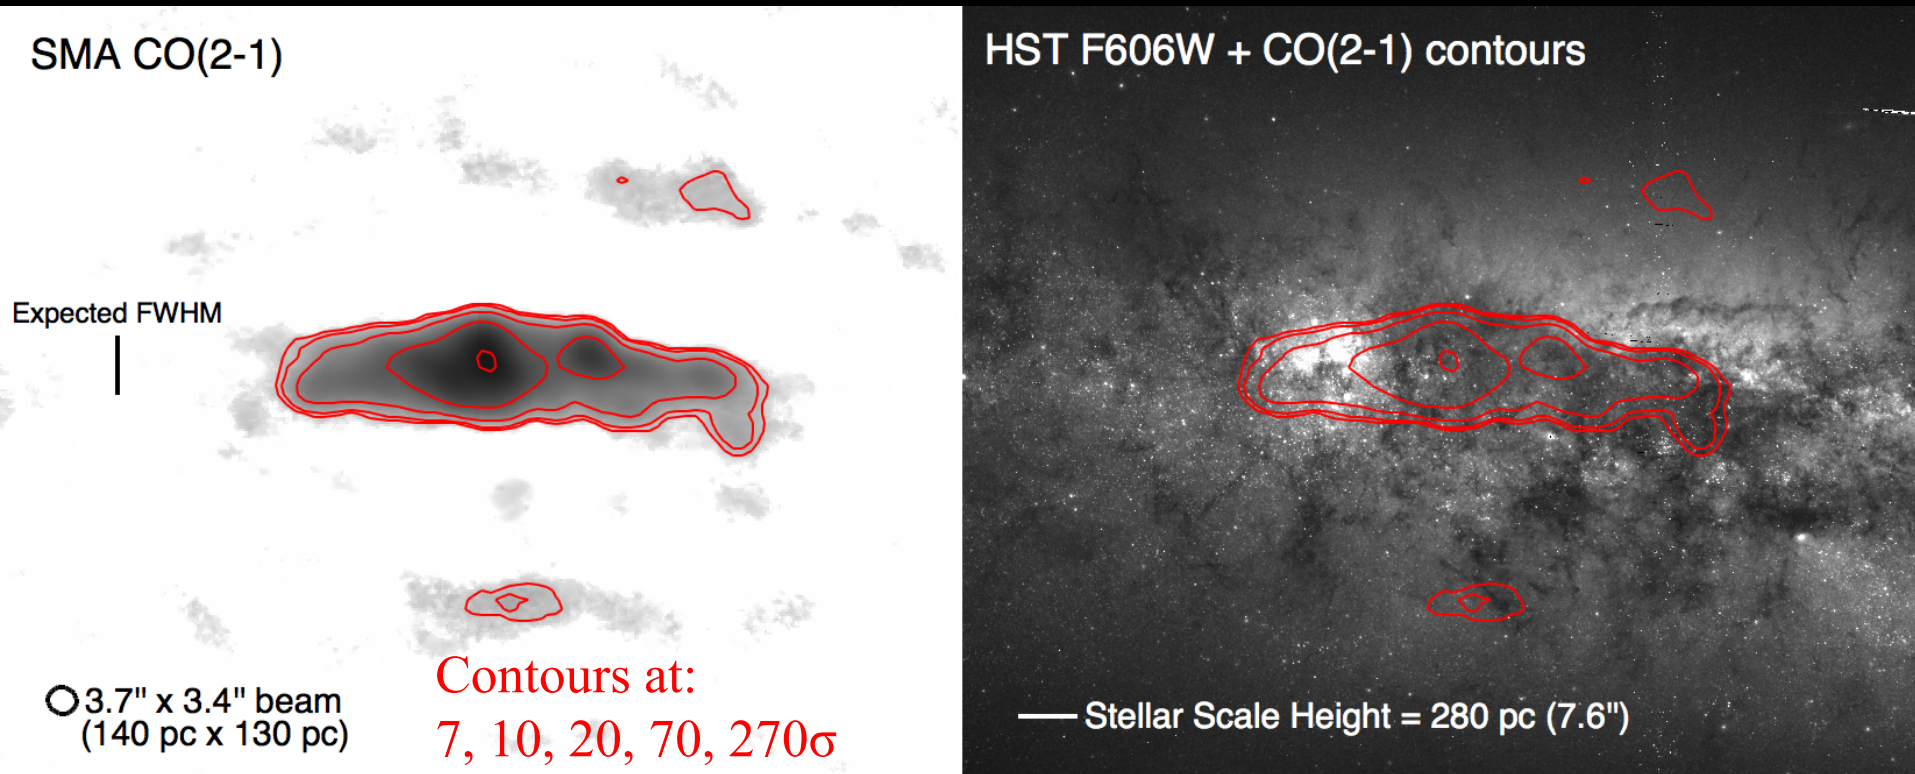 SMA CO(2-1)
Expected FWHM
3.7" x 3.4" beam
(140 pc x 130 pc)
Contours at:
7, 10, 20, 70, 270σ
HST F606W + CO(2-1) contours
Stellar Scale Height = 280 pc (7.6")